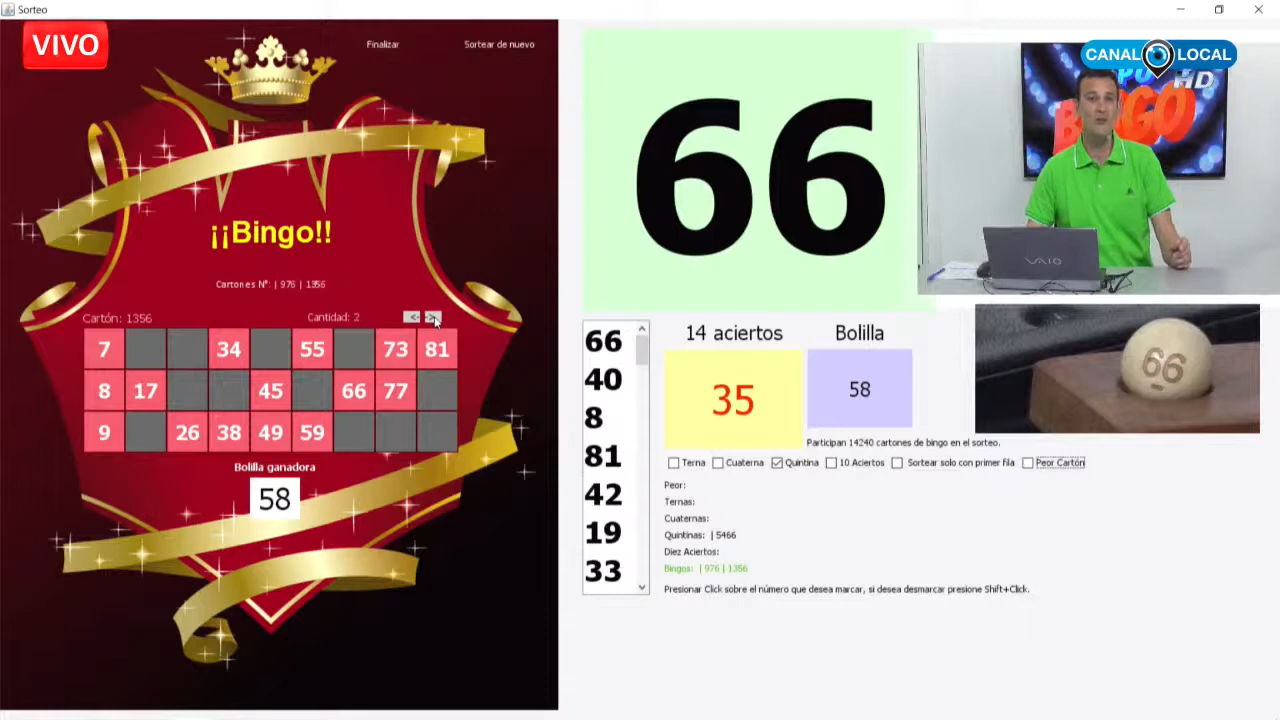 Sorteo
VIVO
Finalizar
Sortear de nuevo
¡¡Bingo!!
Cartones Nº: | 976 | 1356
Cartón: 1356
Cantidad: 2
<-
->
7 34 55 73 81
8 17 45 66 77
9 26 38 49 59
Bolilla ganadora
58
66
66
40
8
81
42
19
33
14 aciertos
35
Bolilla
58
Participan 14240 cartones de bingo en el sorteo.
Terna Cuaterna Quintina 10 Aciertos Sortear solo con primer fila Peor Cartón
Peor:
Ternas:
Cuaternas:
Quintinas: | 5466
Diez Aciertos:
Bingos: | 976 | 1356
Presionar Click sobre el número que desea marcar, si desea desmarcar presione Shift+Click.
CANAL LOCAL
HD
BINGO
VAIO
66